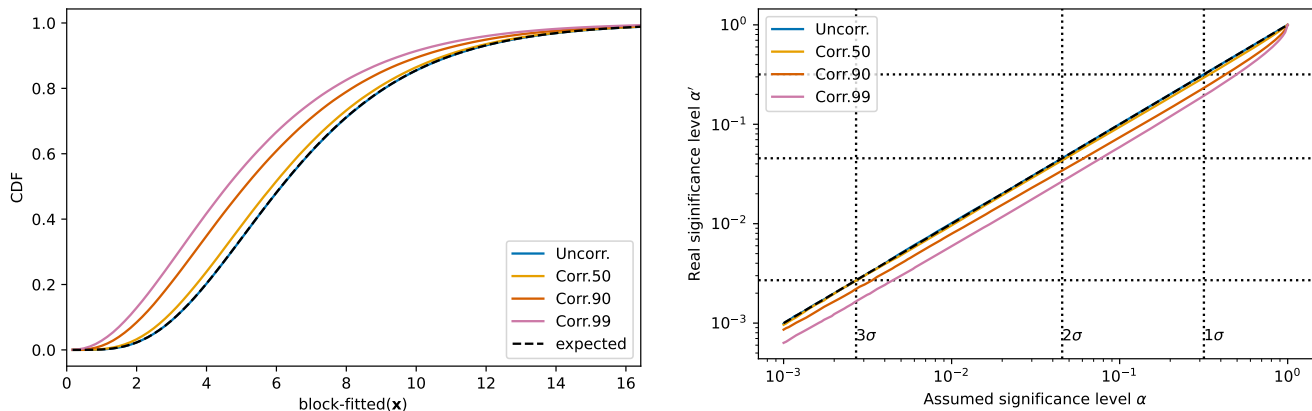 1.0
0.8
0.6
0.4
0.2
0.0
CDF
0
2
4
6
8
10
12
14
16
block-fitted(x)
Uncorr.
Corr.50
Corr.90
Corr.99
expected
10⁰
10⁻¹
10⁻²
10⁻³
Real siginificance level α′
Uncorr.
Corr.50
Corr.90
Corr.99
3σ
2σ
1σ
10⁻³
10⁻²
10⁻¹
10⁰
Assumed significance level α